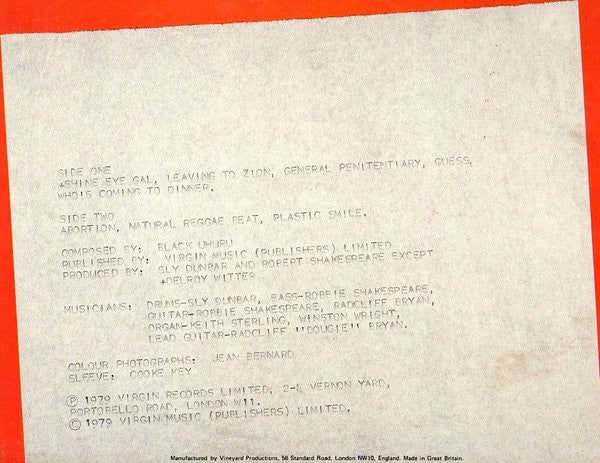 SIDE ONE
+SHINE EYE GAL, LEAVING TO ZION, GENERAL PENITENTIARY, GUESS
WHO!S COMING TO DINNER.
SIDE TWO
ABORTION, NATURAL REGGAE BEAT, PLASTIC SMILE.
COMPOSED BY: BLACK UHURU
PUBLISHED BY: VIRGIN MUSIC (PUBLISHERS) LIMITED
PRODUCED BY: SLY DUNBAR AND ROBERT SHAKESPEARE EXCEPT
+DELROY WITTER
MUSICIANS: DRUMS-SLY DUNBAR, BASS-ROBBIE SHAKESPEARE,
GUITAR-ROBBIE SHAKESPEARE, RADCLIFF BRYAN,
ORGAN-KEITH STERLING, WINSTON WRIGHT,
LEAD GUITAR-RADCLIFF "DOUGIE" BRYAN.
COLOUR PHOTOGRAPHS: JEAN BERNARD
SLEEVE: COOKE KEY
Ⓟ 1979 VIRGIN RECORDS LIMITED, 2-4 VERNON YARD,
PORTOBELLO ROAD, LONDON W11.
© 1979 VIRGIN MUSIC (PUBLISHERS) LIMITED.
Manufactured by Vineyard Productions, 56 Standard Road, London NW10, England. Made in Great Britain.